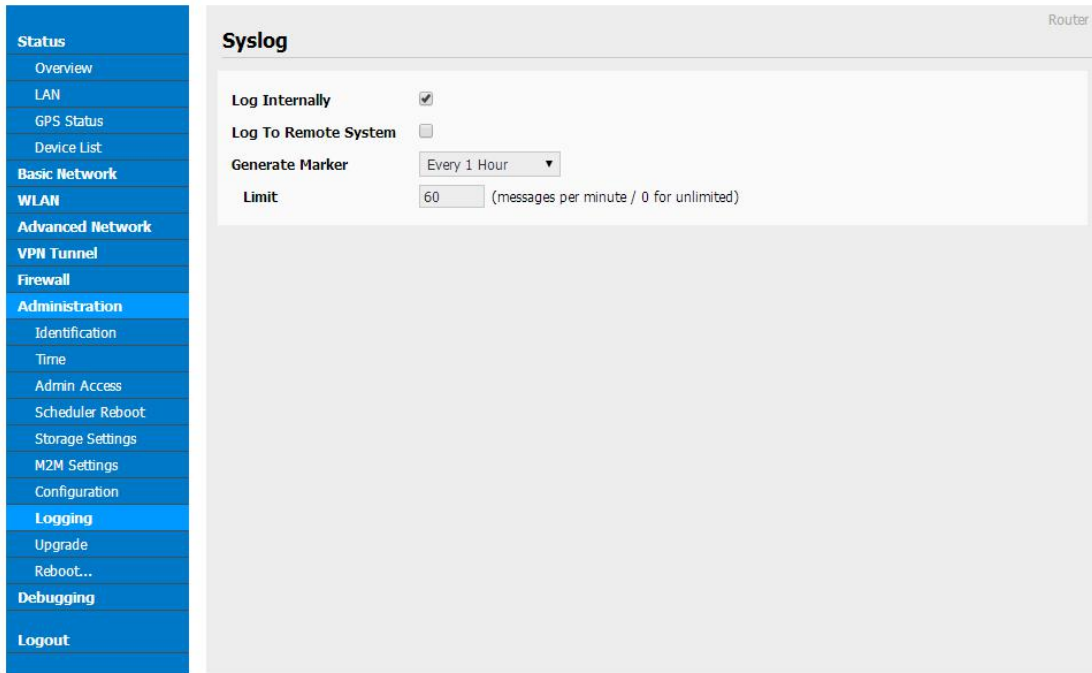 Router
Status
Overview
LAN
GPS Status
Device List
Basic Network
WLAN
Advanced Network
VPN Tunnel
Firewall
Administration
Identification
Time
Admin Access
Scheduler Reboot
Storage Settings
M2M Settings
Configuration
Logging
Upgrade
Reboot...
Debugging
Logout
Syslog
Log Internally
Log To Remote System
Generate Marker Every 1 Hour
Limit 60 (messages per minute / 0 for unlimited)